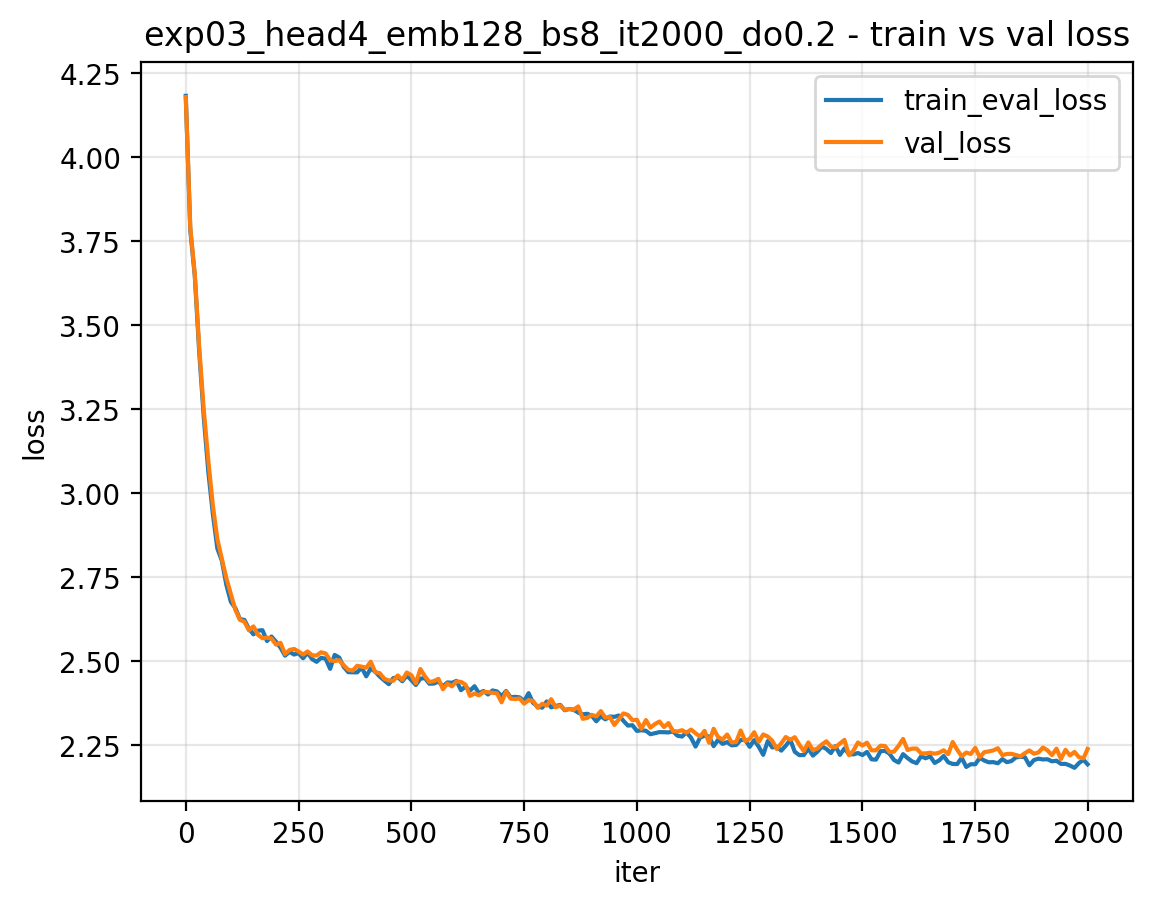 exp03_head4_emb128_bs8_it2000_do0.2 - train vs val loss
4.25
4.00
3.75
3.50
3.25
3.00
2.75
2.50
2.25
loss
train_eval_loss
val_loss
0 250 500 750 1000 1250 1500 1750 2000
iter